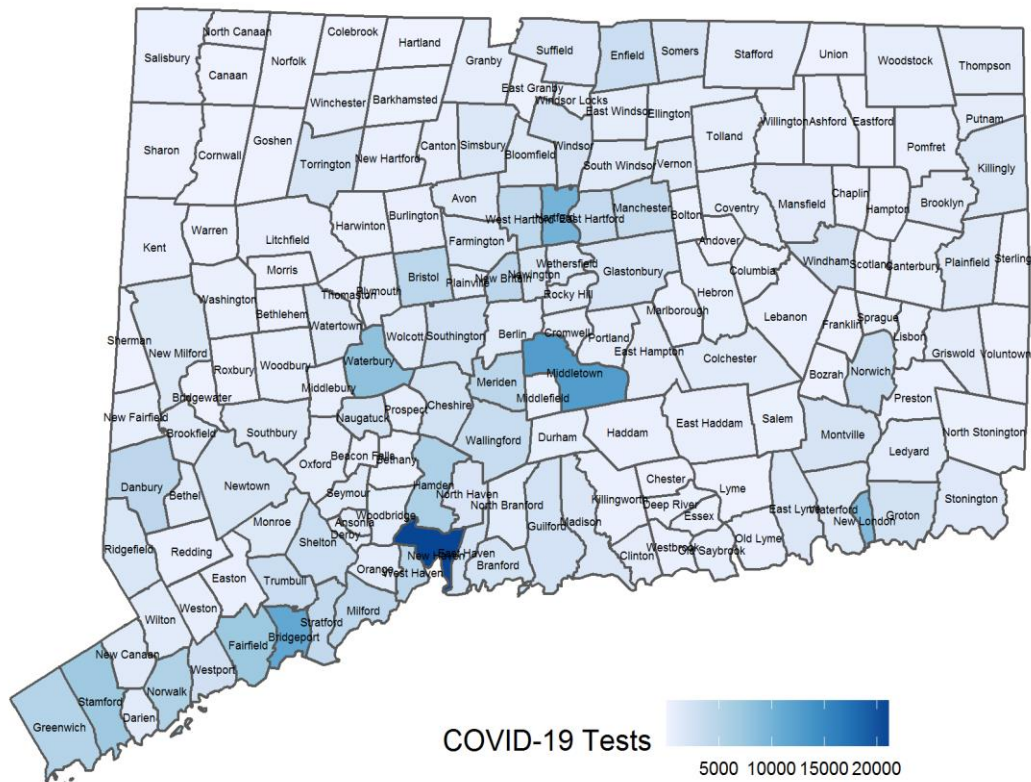 North Canaan
Colebrook
Hartland
Suffield
Enfield
Somers
Stafford
Union
Woodstock
Thompson
Salisbury
Canaan
Norfolk
Granby
East Granby
Windsor Locks
East Windsor
Ellington
Winchester
Barkhamsted
Willington
Ashford
Eastford
Putnam
Sharon
Cornwall
Goshen
Torrington
New Hartford
Canton
Simsbury
Bloomfield
Windsor
South Windsor
Vernon
Tolland
Pomfret
Killingly
Avon
West Hartford
Hartford
East Hartford
Manchester
Bolton
Coventry
Mansfield
Chaplin
Hampton
Brooklyn
Kent
Warren
Litchfield
Harwinton
Burlington
Farmington
Wethersfield
Glastonbury
Andover
Columbia
Windham
Scotland
Canterbury
Plainfield
Sterling
Morris
Bristol
Plainville
New Britain
Newington
Rocky Hill
Hebron
Washington
Bethlehem
Thomaston
Plymouth
Marlborough
Lebanon
Franklin
Sprague
Lisbon
Griswold
Voluntown
Sherman
New Milford
Watertown
Wolcott
Southington
Berlin
Cromwell
Portland
East Hampton
Colchester
Roxbury
Woodbury
Waterbury
Meriden
Middletown
Bozrah
Norwich
Preston
Bridgewater
Middlebury
Middlefield
New Fairfield
Brookfield
Southbury
Naugatuck
Prospect
Cheshire
Wallingford
Durham
Haddam
East Haddam
Salem
Montville
Ledyard
North Stonington
Danbury
Bethel
Newtown
Oxford
Beacon Falls
Bethany
Hamden
North Haven
North Branford
Killingworth
Chester
Deep River
Essex
Lyme
East Lyme
Waterford
New London
Groton
Stonington
Seymour
Woodbridge
Ansonia
Derby
Monroe
Shelton
Guilford
Madison
Ridgefield
Redding
Orange
New Haven
East Haven
West Haven
Branford
Clinton
Westbrook
Old Saybrook
Old Lyme
Easton
Trumbull
Weston
Wilton
Milford
Stratford
Fairfield
Bridgeport
New Canaan
Westport
Stamford
Norwalk
Darien
Greenwich
COVID-19 Tests
5000 10000 15000 20000